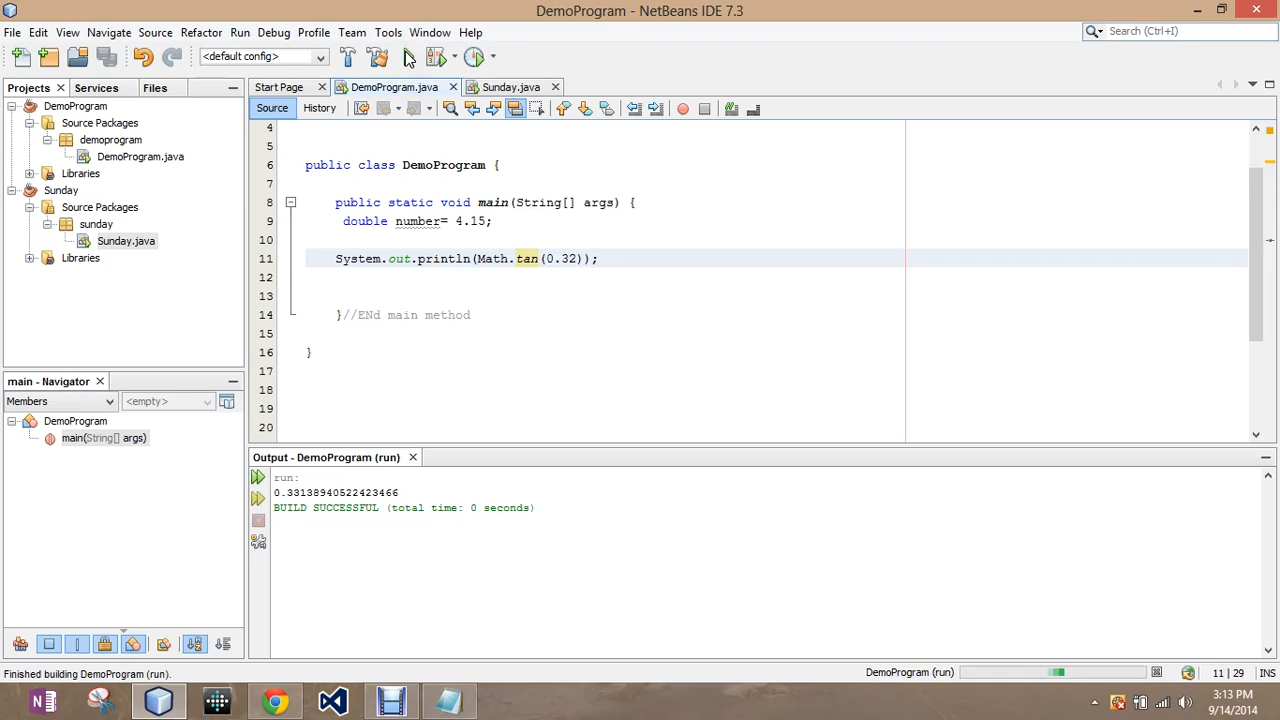 DemoProgram - NetBeans IDE 7.3
File Edit View Navigate Source Refactor Run Debug Profile Team Tools Window Help
Search (Ctrl+I)
<default config>
Projects Services Files
Start Page DemoProgram.java Sunday.java
Source History
DemoProgram
Source Packages
demoprogram
DemoProgram.java
Libraries
Sunday
Source Packages
sunday
Sunday.java
Libraries
4
5
6 public class DemoProgram {
7
8 public static void main(String[] args) {
9 double number= 4.15;
10
11 System.out.println(Math.tan(0.32));
12
13
14 }//ENd main method
15
16 }
17
18
19
20
main - Navigator
Members <empty>
DemoProgram
main(String[] args)
Output - DemoProgram (run)
run:
0.33138940522423466
BUILD SUCCESSFUL (total time: 0 seconds)
Finished building DemoProgram (run).
DemoProgram (run)
11 | 29 INS
3:13 PM
9/14/2014